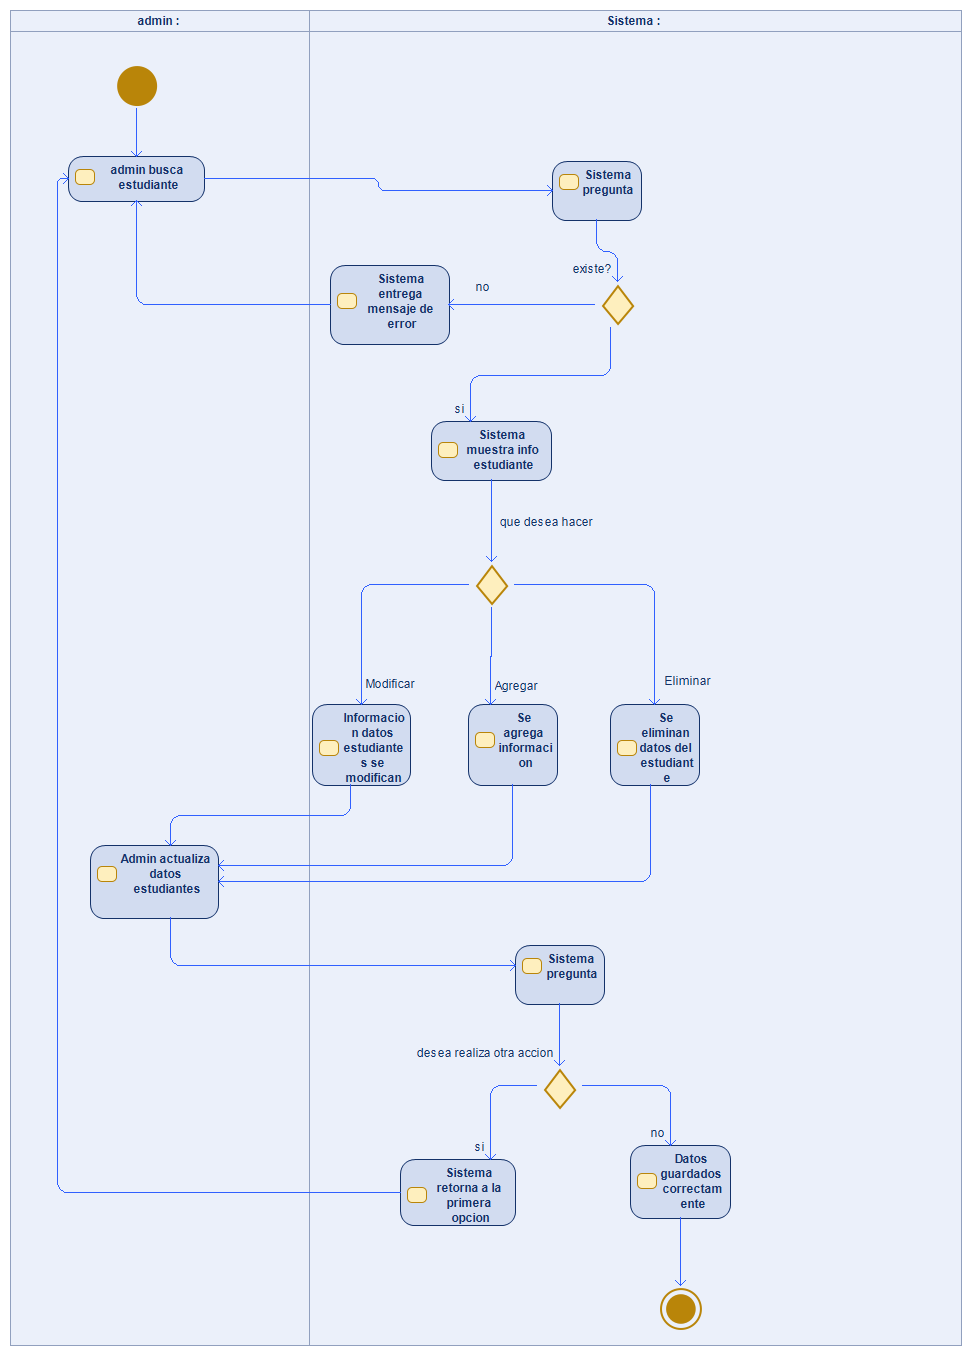 admin :
Sistema :
admin busca
estudiante
Sistema
pregunta
existe?
Sistema
entrega
mensaje de
error
no
si
Sistema
muestra info
estudiante
que desea hacer
Modificar
Agregar
Eliminar
Informacio
n datos
estudiante
s se
modifican
Se
agrega
informaci
on
Se
eliminan
datos del
estudiant
e
Admin actualiza
datos
estudiantes
Sistema
pregunta
desea realiza otra accion
si
no
Sistema
retorna a la
primera
opcion
Datos
guardados
correctam
ente